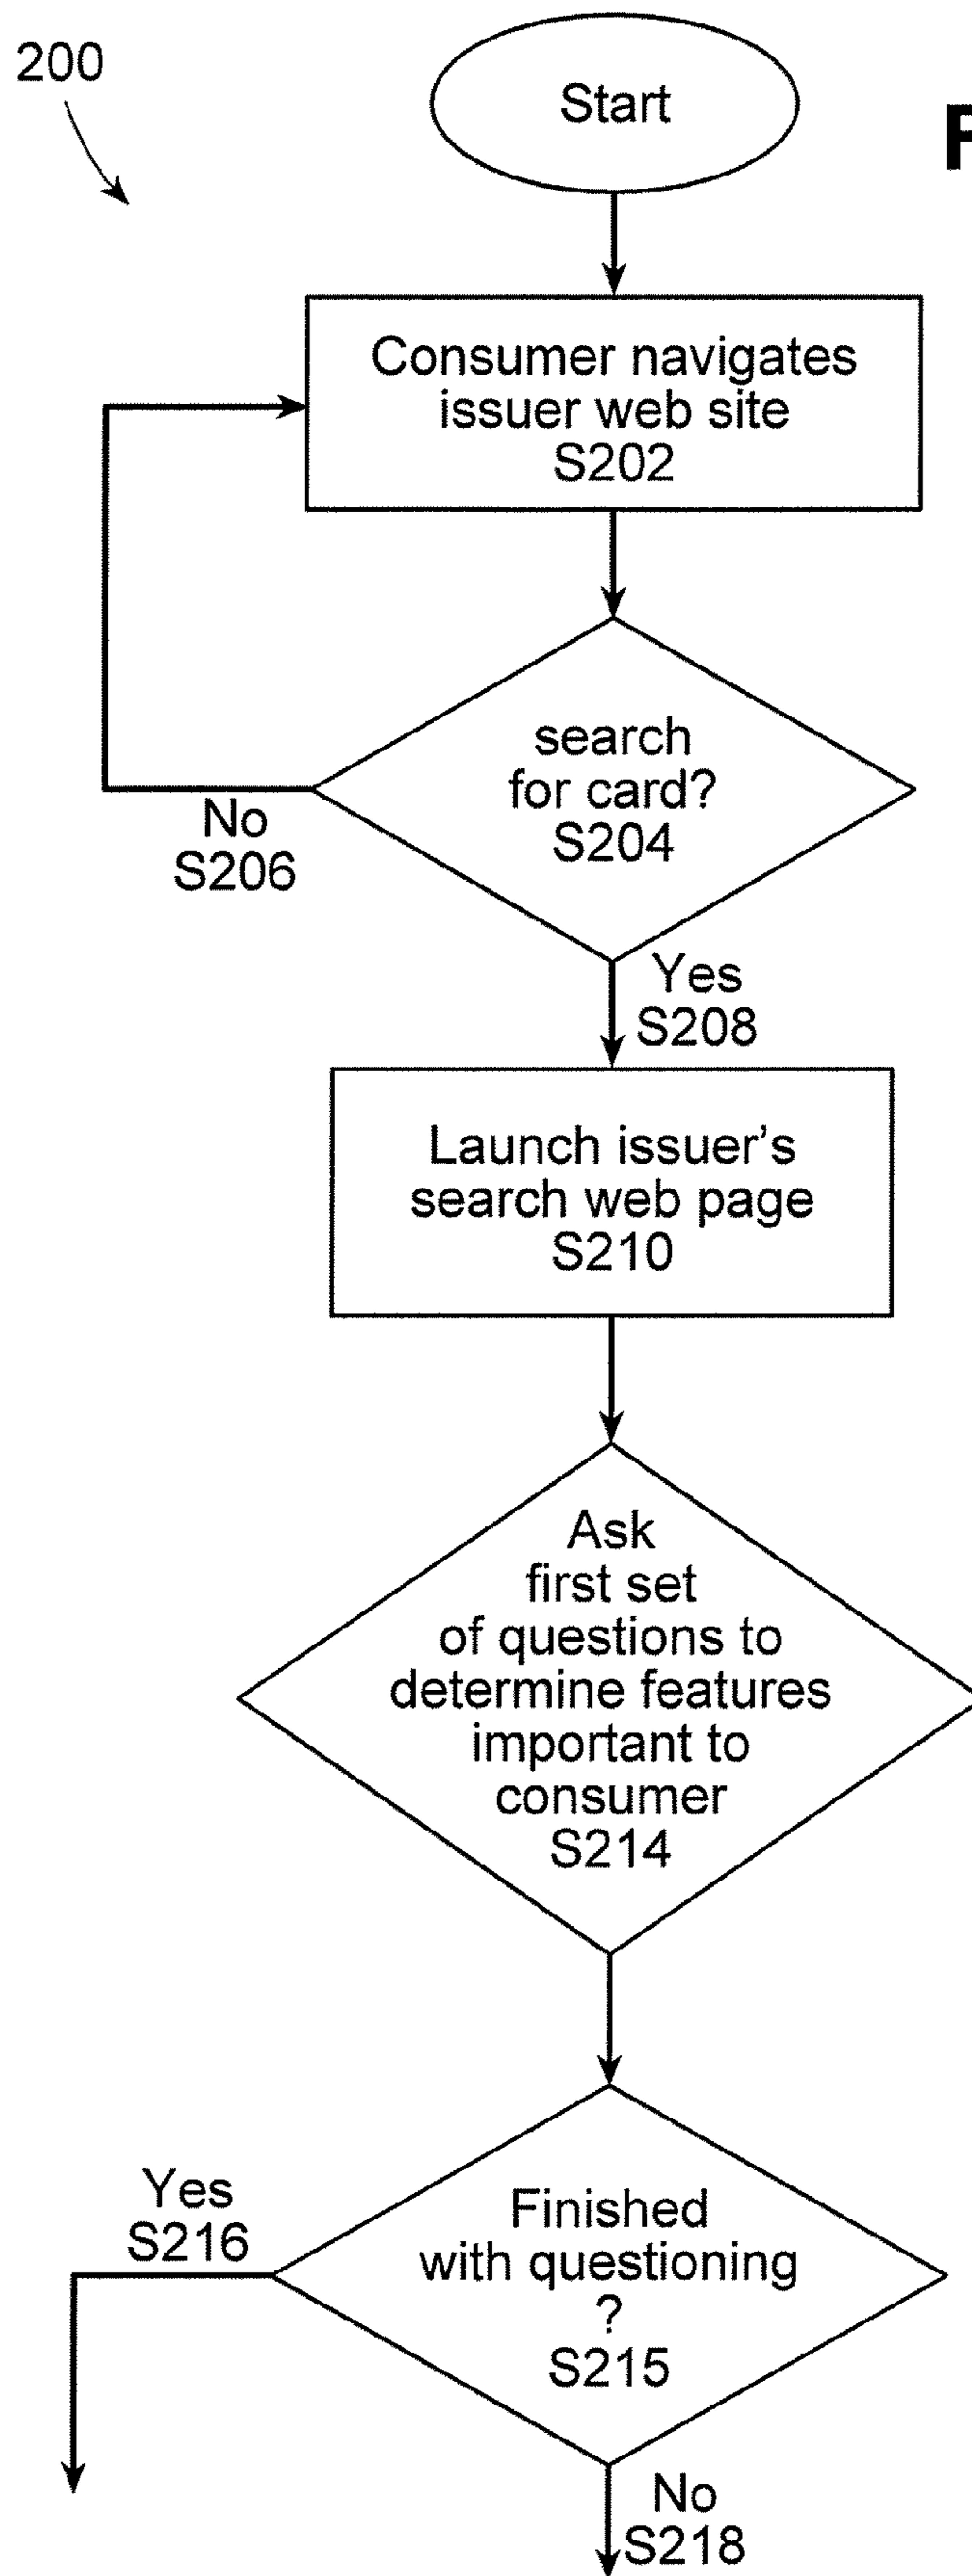 200
Start
Consumer navigates
issuer web site
S202
search
for card?
S204
No
S206
Yes
S208
Launch issuer’s
search web page
S210
Ask
first set
of questions to
determine features
important to
consumer
S214
Yes
S216
Finished
with questioning
?
S215
No
S218